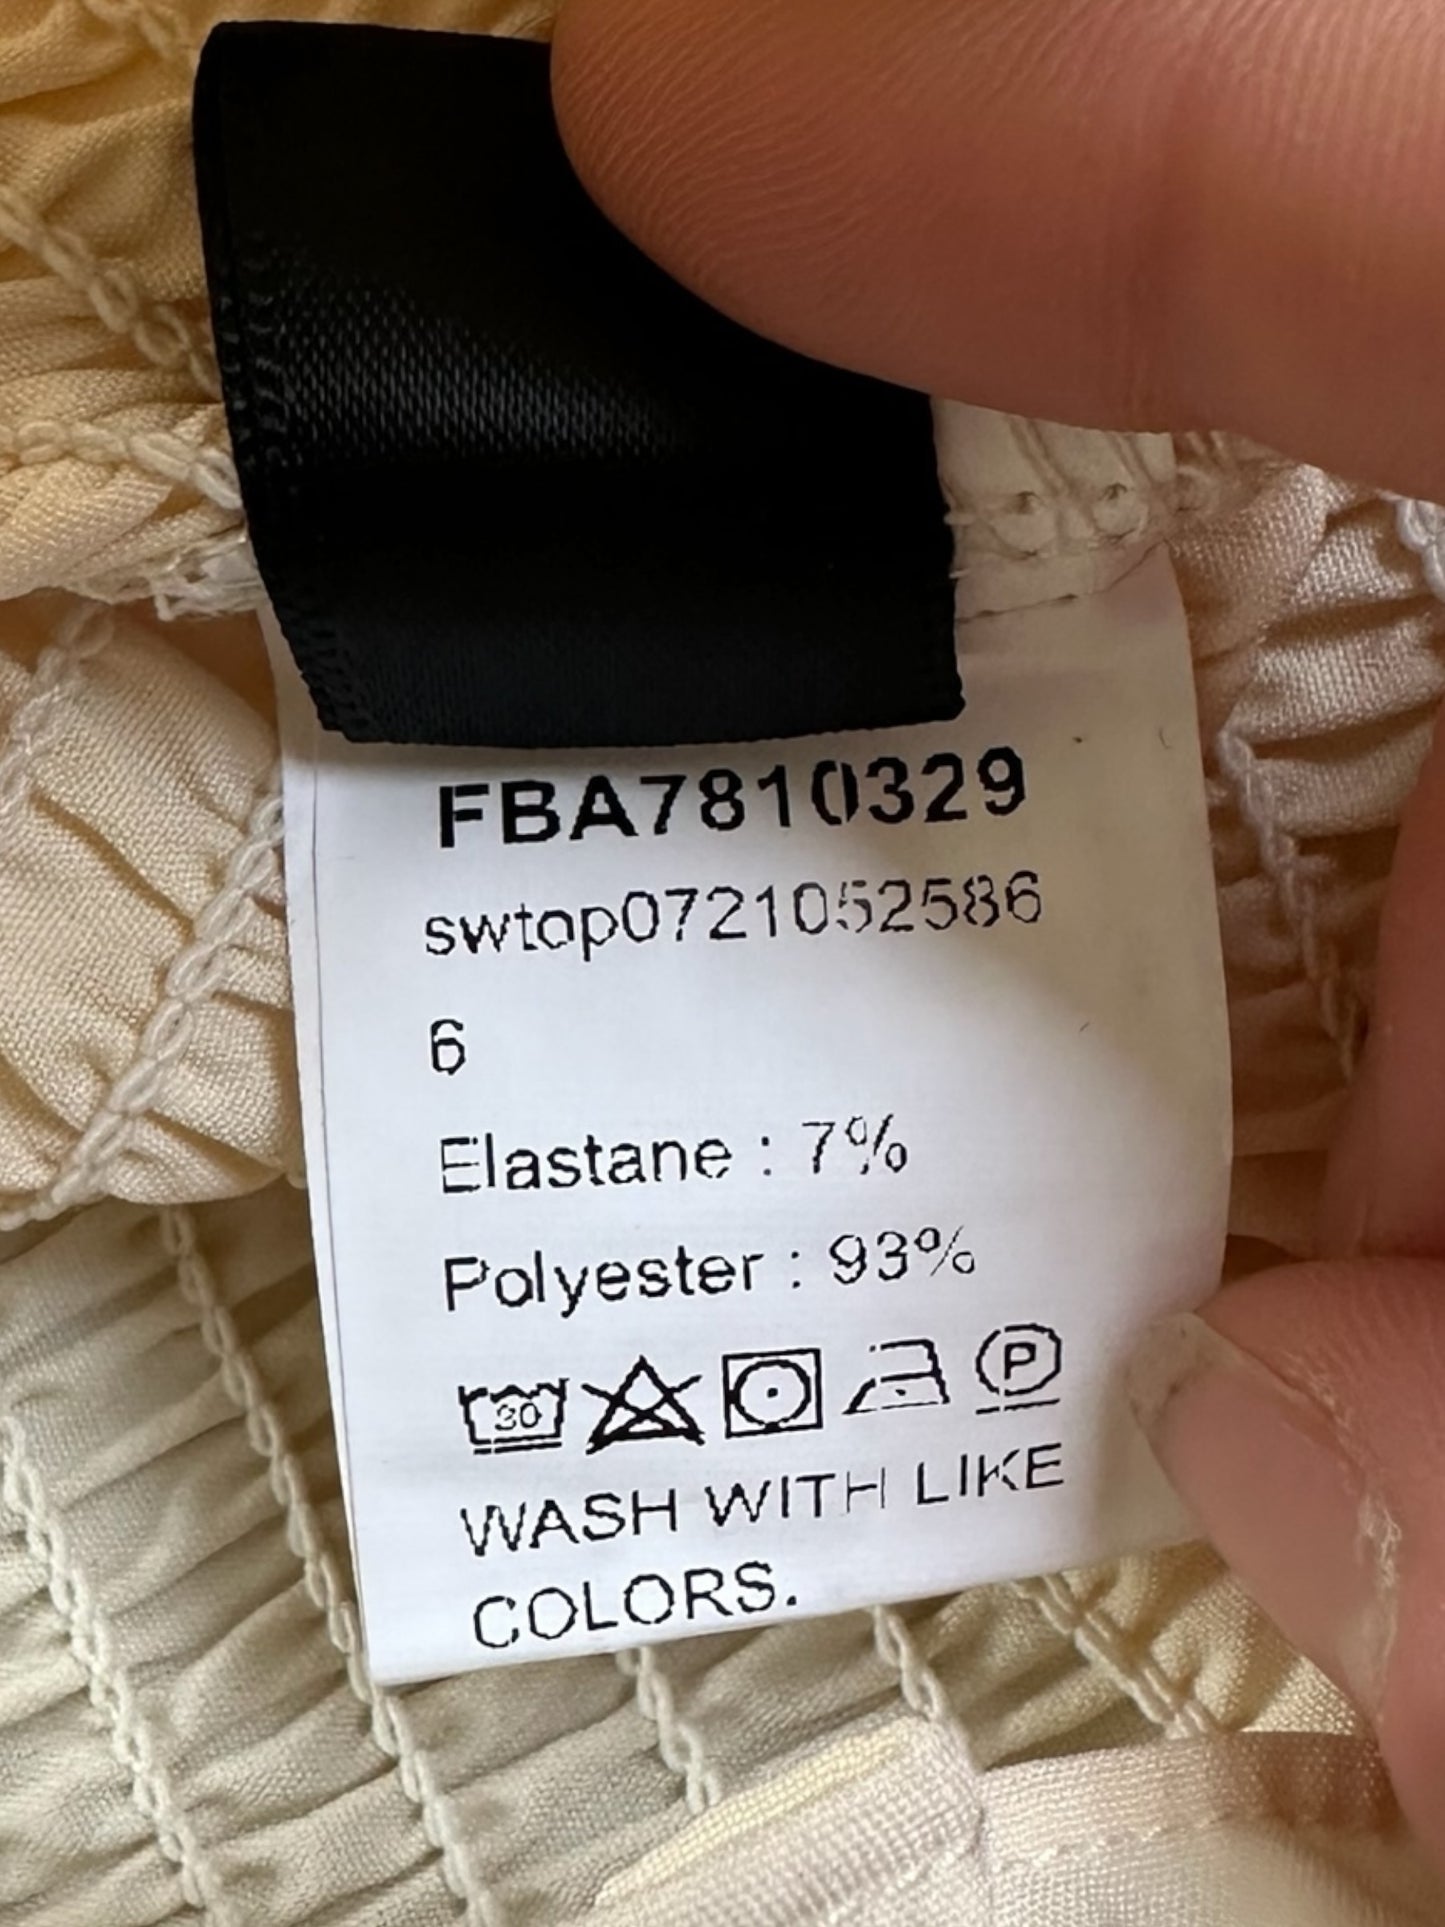 FBA7810329
swtop0721052586
6
Elastane : 7%
Polyester : 93%
30 P
WASH WITH LIKE
COLORS.